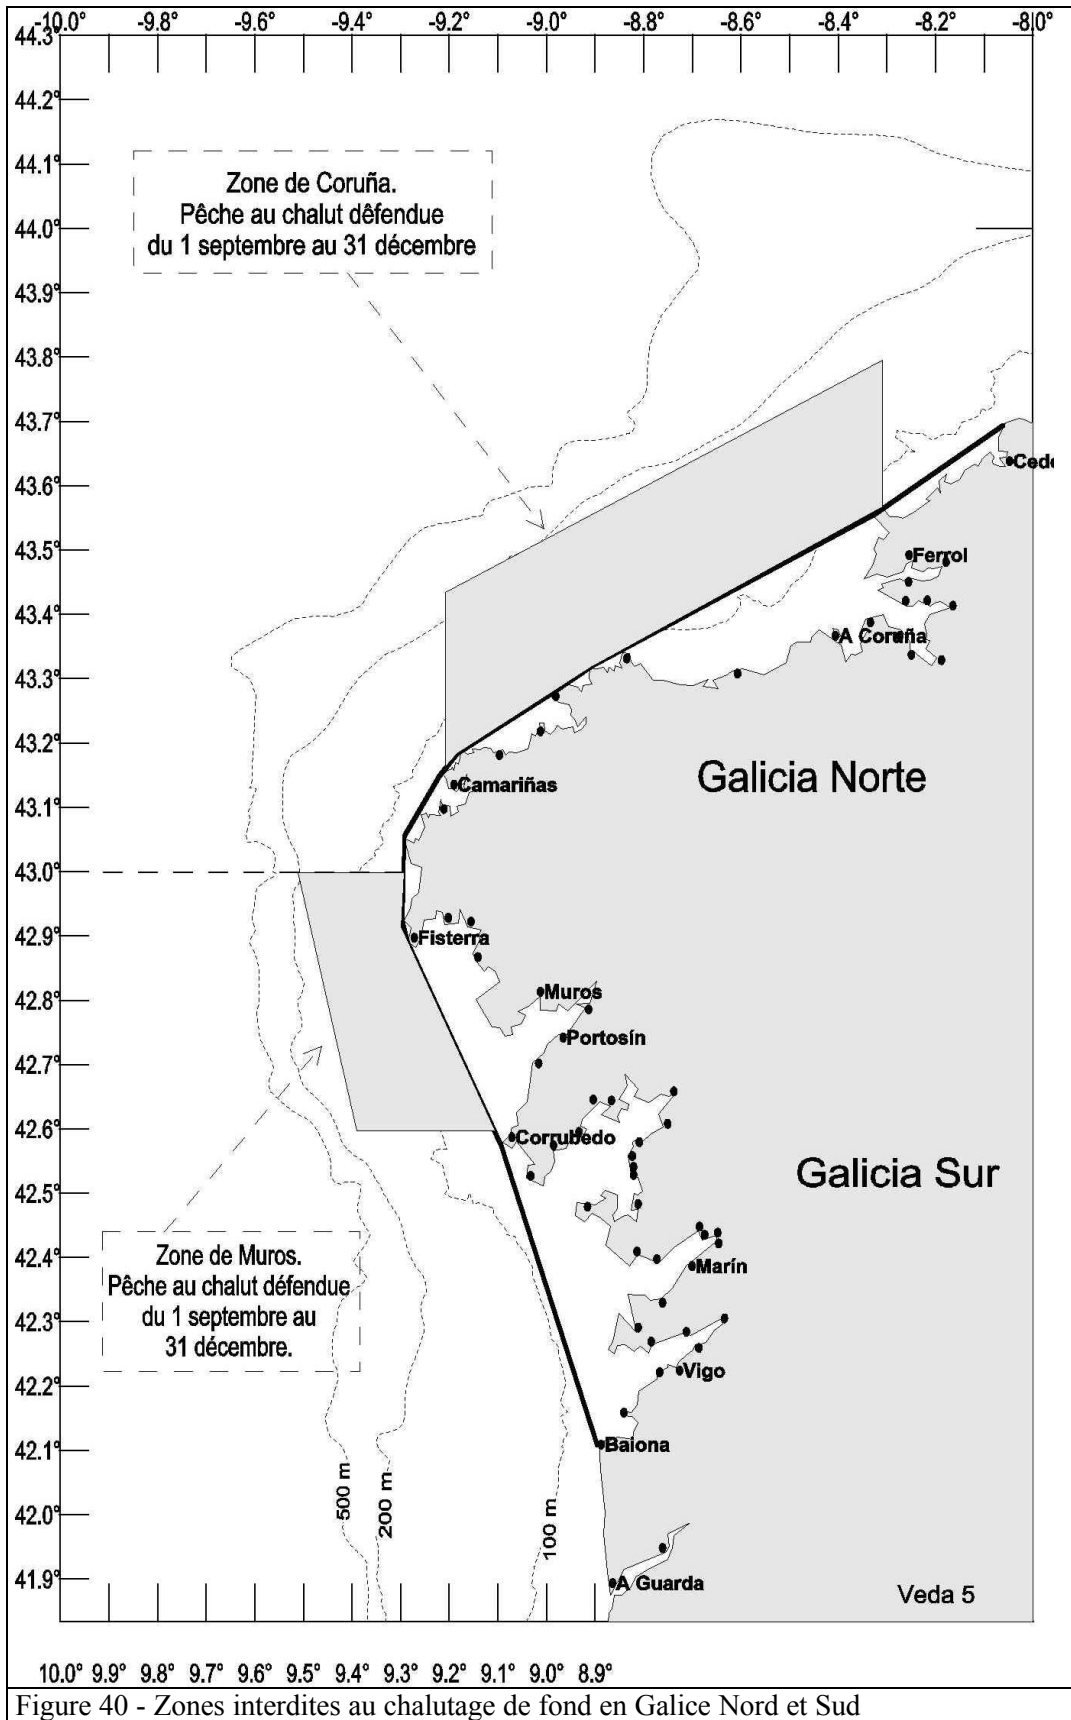 -10.0° -9.8° -9.6° -9.4° -9.2° -9.0° -8.8° -8.6° -8.4° -8.2° -8.0°
44.3°
44.2°
44.1°
Zone de Coruña.
Pêche au chalut défendue
du 1 septembre au 31 décembre
44.0°
43.9°
43.8°
43.7°
43.6°
43.5°
Ferrol
43.4°
A Coruña
43.3°
43.2°
Galicia Norte
Camariñas
43.1°
43.0°
42.9°
Fisterra
42.8°
Muros
Portosín
42.7°
42.6°
Corrubedo
Galicia Sur
42.5°
42.4°
Zone de Muros.
Pêche au chalut défendue
du 1 septembre au
31 décembre.
Marín
42.3°
42.2°
Vigo
42.1°
Baiona
500 m
200 m
100 m
42.0°
41.9°
A Guarda
Veda 5
10.0° 9.9° 9.8° 9.7° 9.6° 9.5° 9.4° 9.3° 9.2° 9.1° 9.0° 8.9°
Figure 40 - Zones interdites au chalutage de fond en Galice Nord et Sud